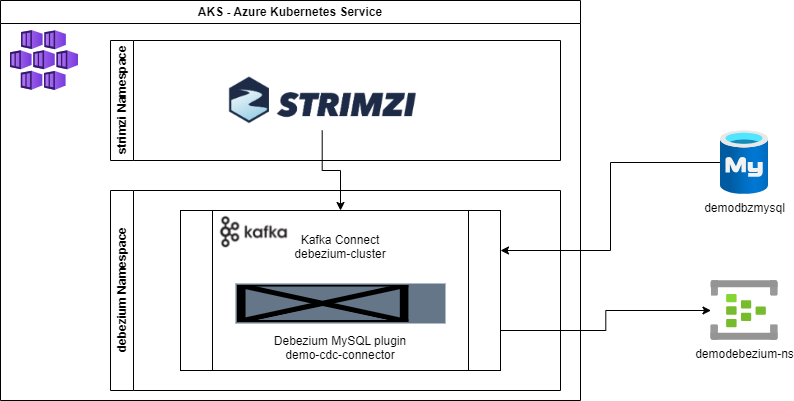 AKS - Azure Kubernetes Service
strimzi Namespace
STRIMZI
debezium Namespace
kafka
Kafka Connect
debezium-cluster
Debezium MySQL plugin
demo-cdc-connector
My
demodbzmysql
demodebezium-ns